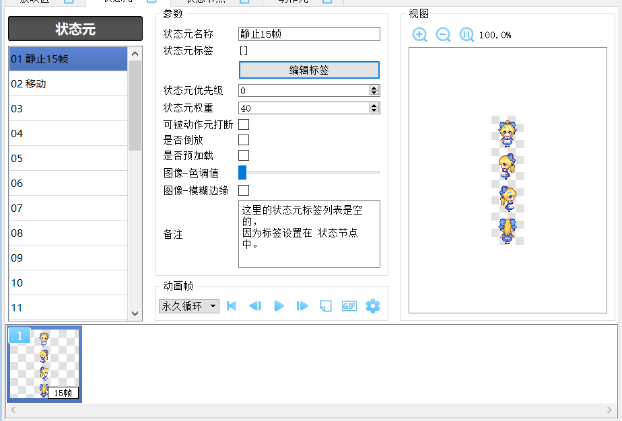 状态元
01 静止15帧
02 移动
03
04
05
06
07
08
09
10
11
参数
状态元名称 静止15帧
状态元标签 []
编辑标签
状态元优先级 0
状态元权重 40
可被动作元打断
是否倒放
是否预加载
图像-色调值
图像-模糊边缘
备注
这里的状态元标签列表是空
的，
因为标签设置在 状态节点
中。
动画帧
永久循环
GIF
视图
100.0%
1
15帧